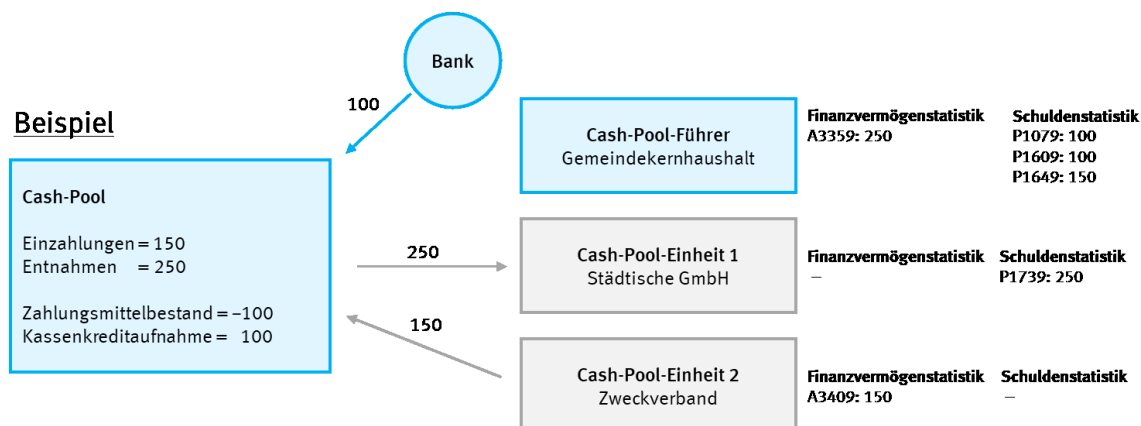 Beispiel
Bank
100
Cash-Pool
Einzahlungen = 150
Entnahmen = 250
Zahlungsmittelbestand = –100
Kassenkreditaufnahme = 100
250
150
Cash-Pool-Führer
Gemeindekernhaushalt
Finanzvermögenstatistik
A3359: 250
Schuldenstatistik
P1079: 100
P1609: 100
P1649: 150
Cash-Pool-Einheit 1
Städtische GmbH
Finanzvermögenstatistik
–
Schuldenstatistik
P1739: 250
Cash-Pool-Einheit 2
Zweckverband
Finanzvermögenstatistik
A3409: 150
Schuldenstatistik
–